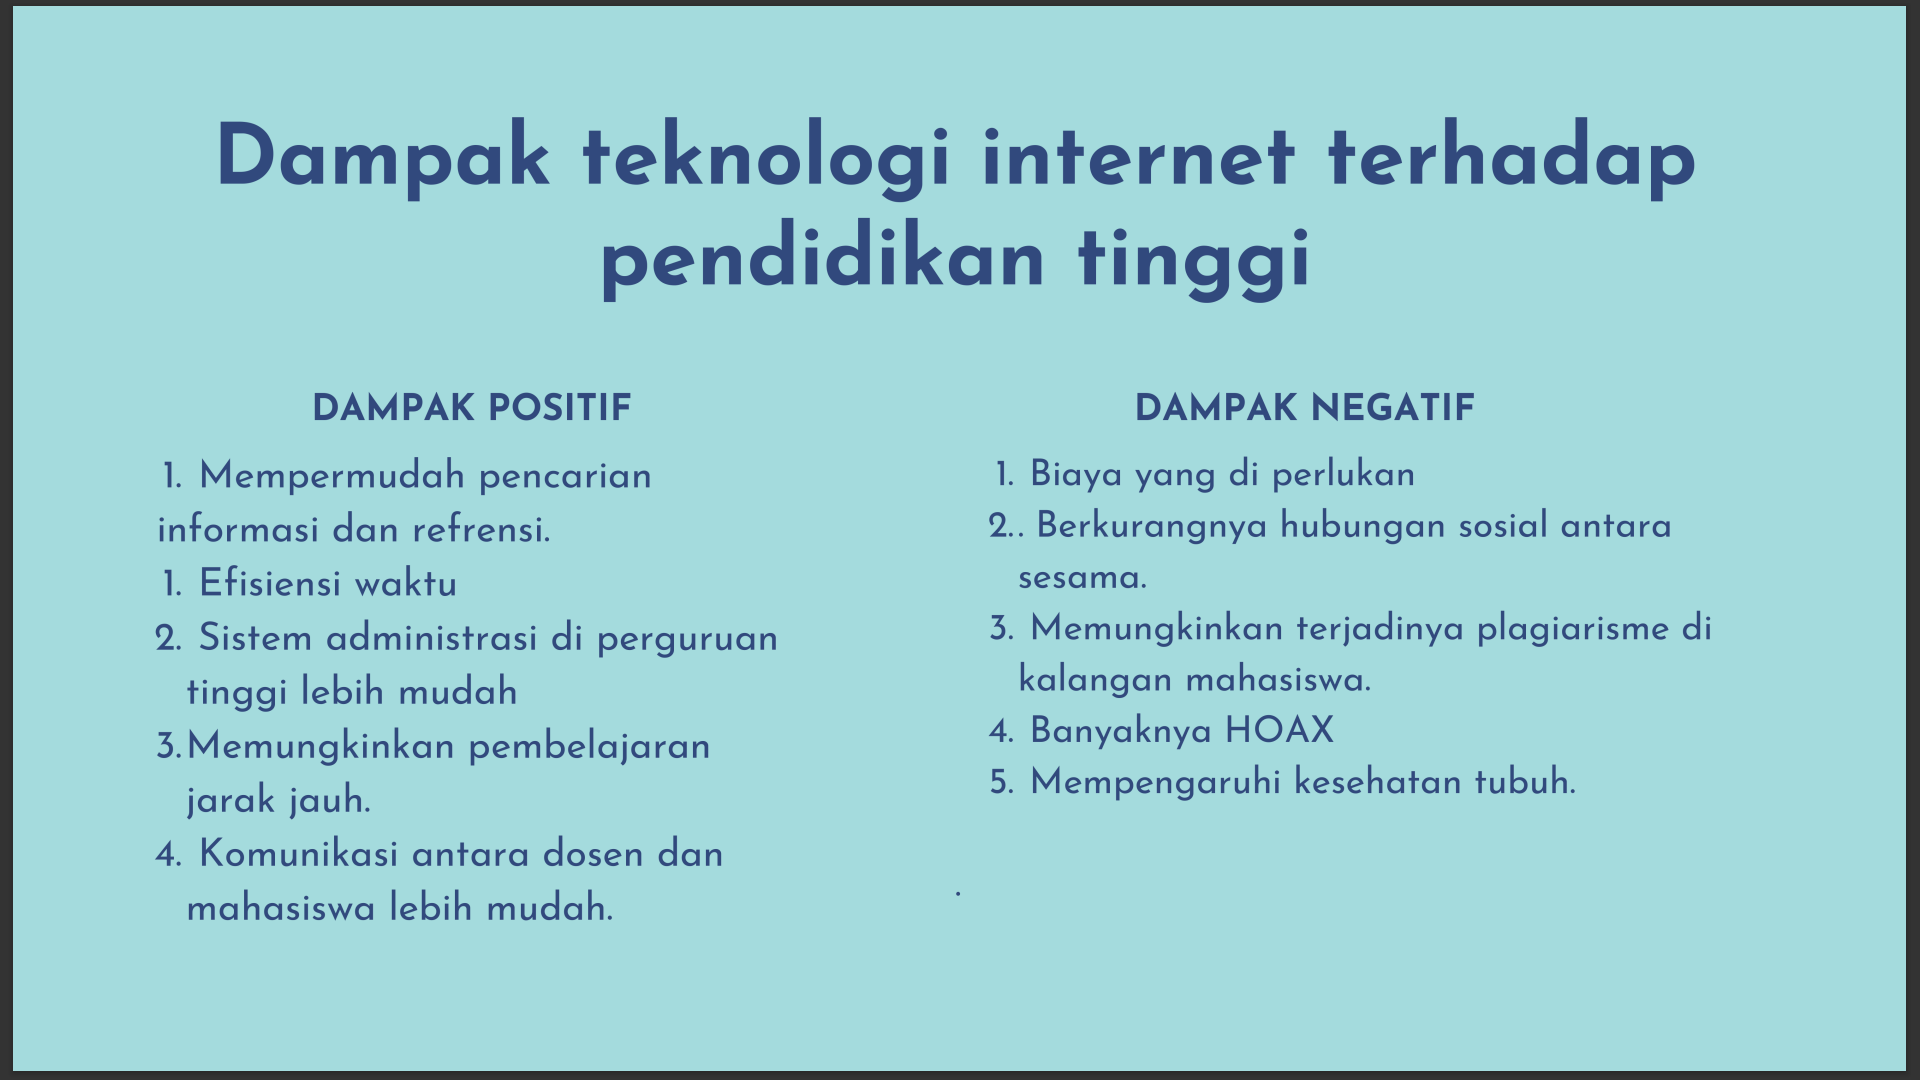 Dampak teknologi internet terhadap
pendidikan tinggi
DAMPAK POSITIF
1. Mempermudah pencarian
informasi dan refrensi.
1. Efisiensi waktu
2. Sistem administrasi di perguruan
tinggi lebih mudah
3. Memungkinkan pembelajaran
jarak jauh.
4. Komunikasi antara dosen dan
mahasiswa lebih mudah.
DAMPAK NEGATIF
1. Biaya yang di perlukan
2. . Berkurangnya hubungan sosial antara
sesama.
3. Memungkinkan terjadinya plagiarisme di
kalangan mahasiswa.
4. Banyaknya HOAX
5. Mempengaruhi kesehatan tubuh.
.